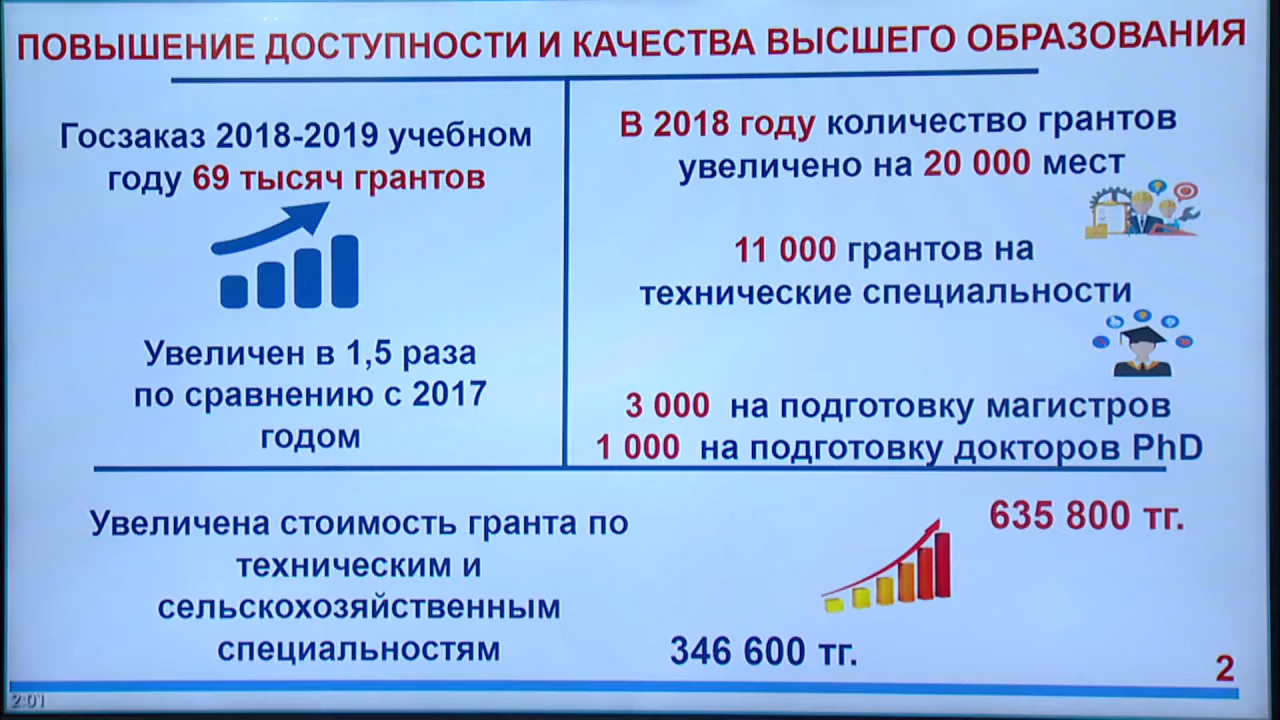 ПОВЫШЕНИЕ ДОСТУПНОСТИ И КАЧЕСТВА ВЫСШЕГО ОБРАЗОВАНИЯ
Госзаказ 2018-2019 учебном
году 69 тысяч грантов
Увеличен в 1,5 раза
по сравнению с 2017
годом
В 2018 году количество грантов
увеличено на 20 000 мест
11 000 грантов на
технические специальности
3 000 на подготовку магистров
1 000 на подготовку докторов PhD
Увеличена стоимость гранта по
техническим и
сельскохозяйственным
специальностям
635 800 тг.
346 600 тг.
2
2:01